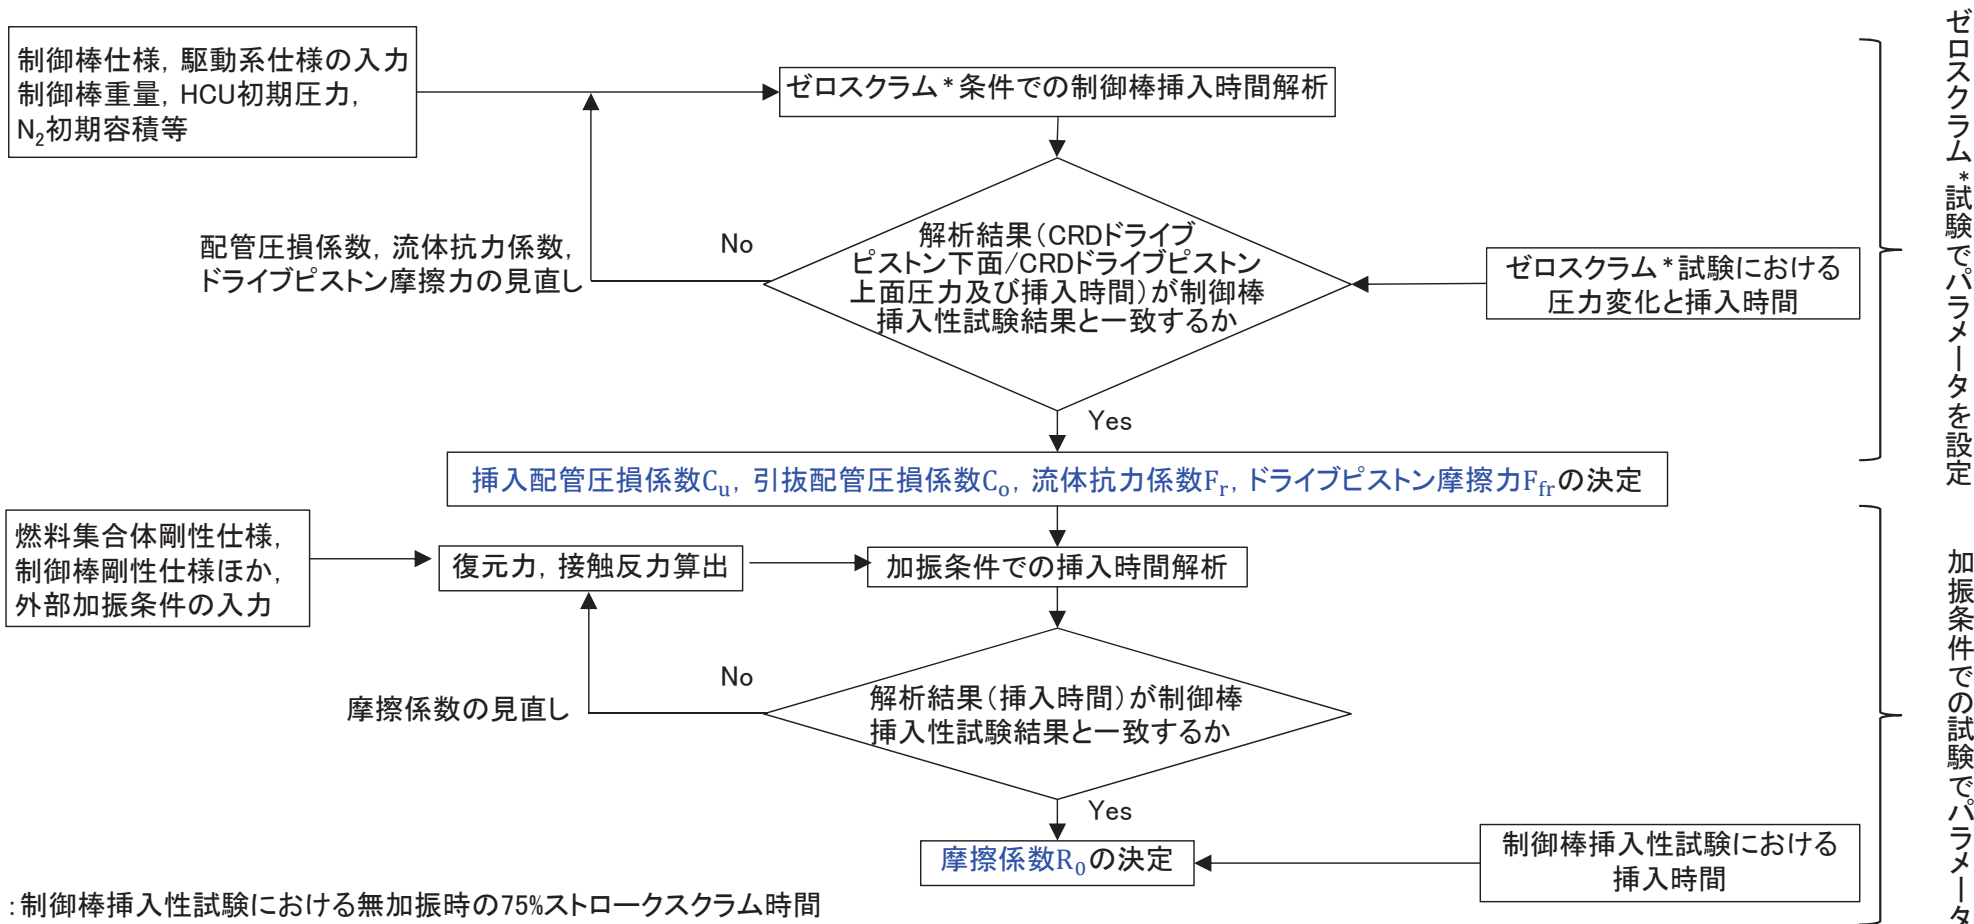 制御棒仕様，駆動系仕様の入力
制御棒重量，HCU初期圧力，
N₂初期容積等
ゼロスクラム*条件での制御棒挿入時間解析
配管圧損係数，流体抗力係数，
ドライブピストン摩擦力の見直し
No
解析結果（CRDドライブ
ピストン下面/CRDドライブピストン
上面圧力及び挿入時間）が制御棒
挿入性試験結果と一致するか
ゼロスクラム*試験における
圧力変化と挿入時間
Yes
挿入配管圧損係数Cᵤ，引抜配管圧損係数Cₒ，流体抗力係数Fᵣ，ドライブピストン摩擦力F_frの決定
ゼロスクラム*試験でパラメータを設定
燃料集合体剛性仕様，
制御棒剛性仕様ほか，
外部加振条件の入力
復元力，接触反力算出
加振条件での挿入時間解析
No
摩擦係数の見直し
解析結果（挿入時間）が制御棒
挿入性試験結果と一致するか
Yes
摩擦係数R₀の決定
制御棒挿入性試験における
挿入時間
加振条件での試験でパラメータ
:制御棒挿入性試験における無加振時の75%ストロークスクラム時間